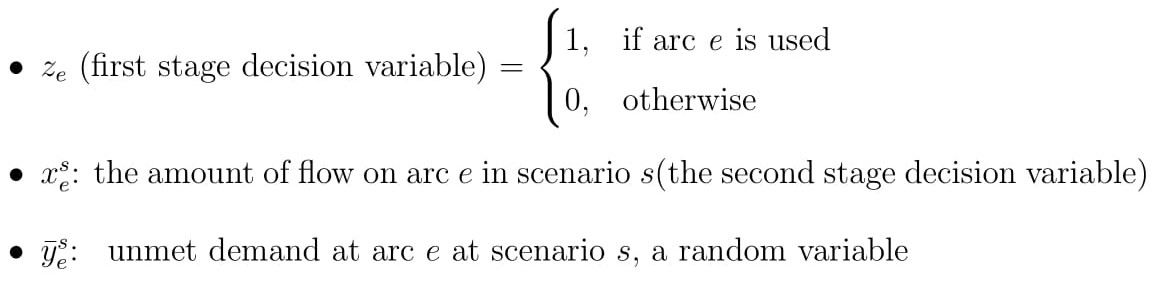 • z_e (first stage decision variable) = { 1, if arc e is used
0, otherwise
• x_e^s: the amount of flow on arc e in scenario s(the second stage decision variable)
• ȳ_e^s: unmet demand at arc e at scenario s, a random variable